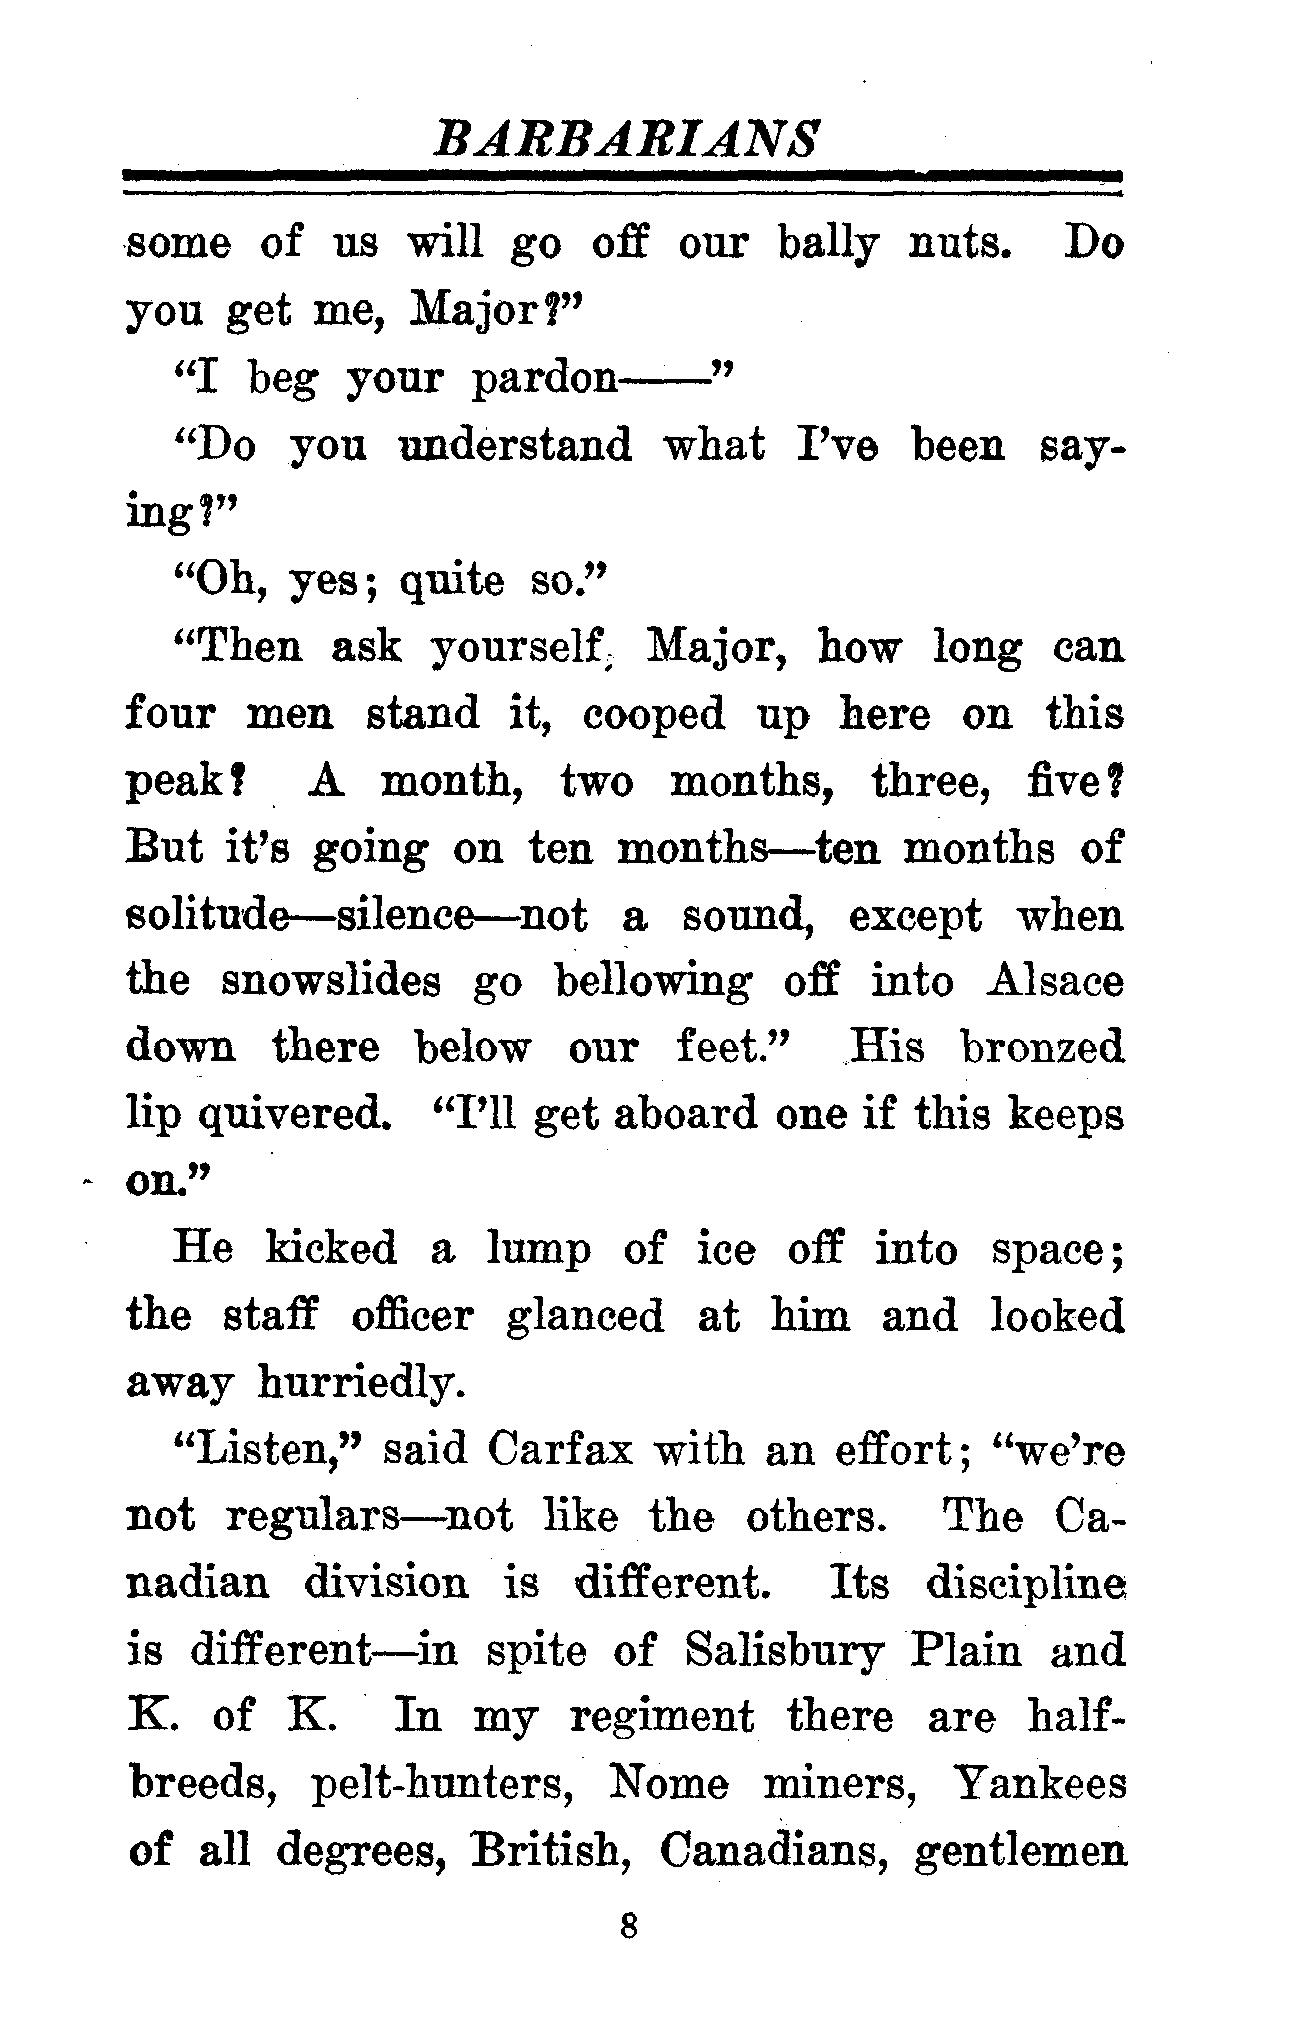 BARBARIANS
some of us will go off our bally nuts. Do
you get me, Major?”
“I beg your pardon——”
“Do you understand what I’ve been say-
ing?”
“Oh, yes; quite so.”
“Then ask yourself, Major, how long can
four men stand it, cooped up here on this
peak? A month, two months, three, five?
But it’s going on ten months—ten months of
solitude—silence—not a sound, except when
the snowslides go bellowing off into Alsace
down there below our feet.” His bronzed
lip quivered. “I’ll get aboard one if this keeps
on.”
He kicked a lump of ice off into space;
the staff officer glanced at him and looked
away hurriedly.
“Listen,” said Carfax with an effort; “we’re
not regulars—not like the others. The Ca-
nadian division is different. Its discipline
is different—in spite of Salisbury Plain and
K. of K. In my regiment there are half-
breeds, pelt-hunters, Nome miners, Yankees
of all degrees, British, Canadians, gentlemen
8